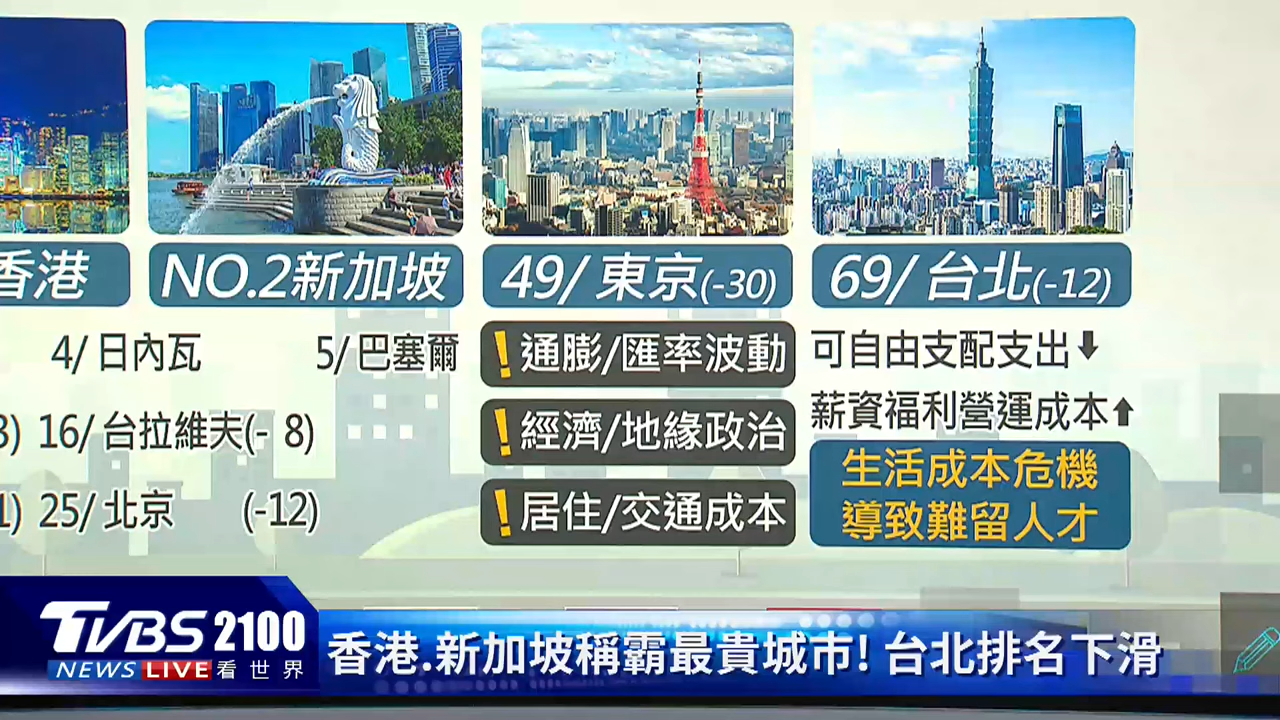 香港
NO.2新加坡
49/東京(-30)
69/台北(-12)
4/日內瓦
5/巴塞爾
3) 16/台拉維夫(- 8)
1) 25/北京 (-12)
!通膨/匯率波動
!經濟/地緣政治
!居住/交通成本
可自由支配支出⬇
薪資福利營運成本⬆
生活成本危機
導致難留人才
TVBS 2100
NEWS LIVE 看世界
香港.新加坡稱霸最貴城市! 台北排名下滑